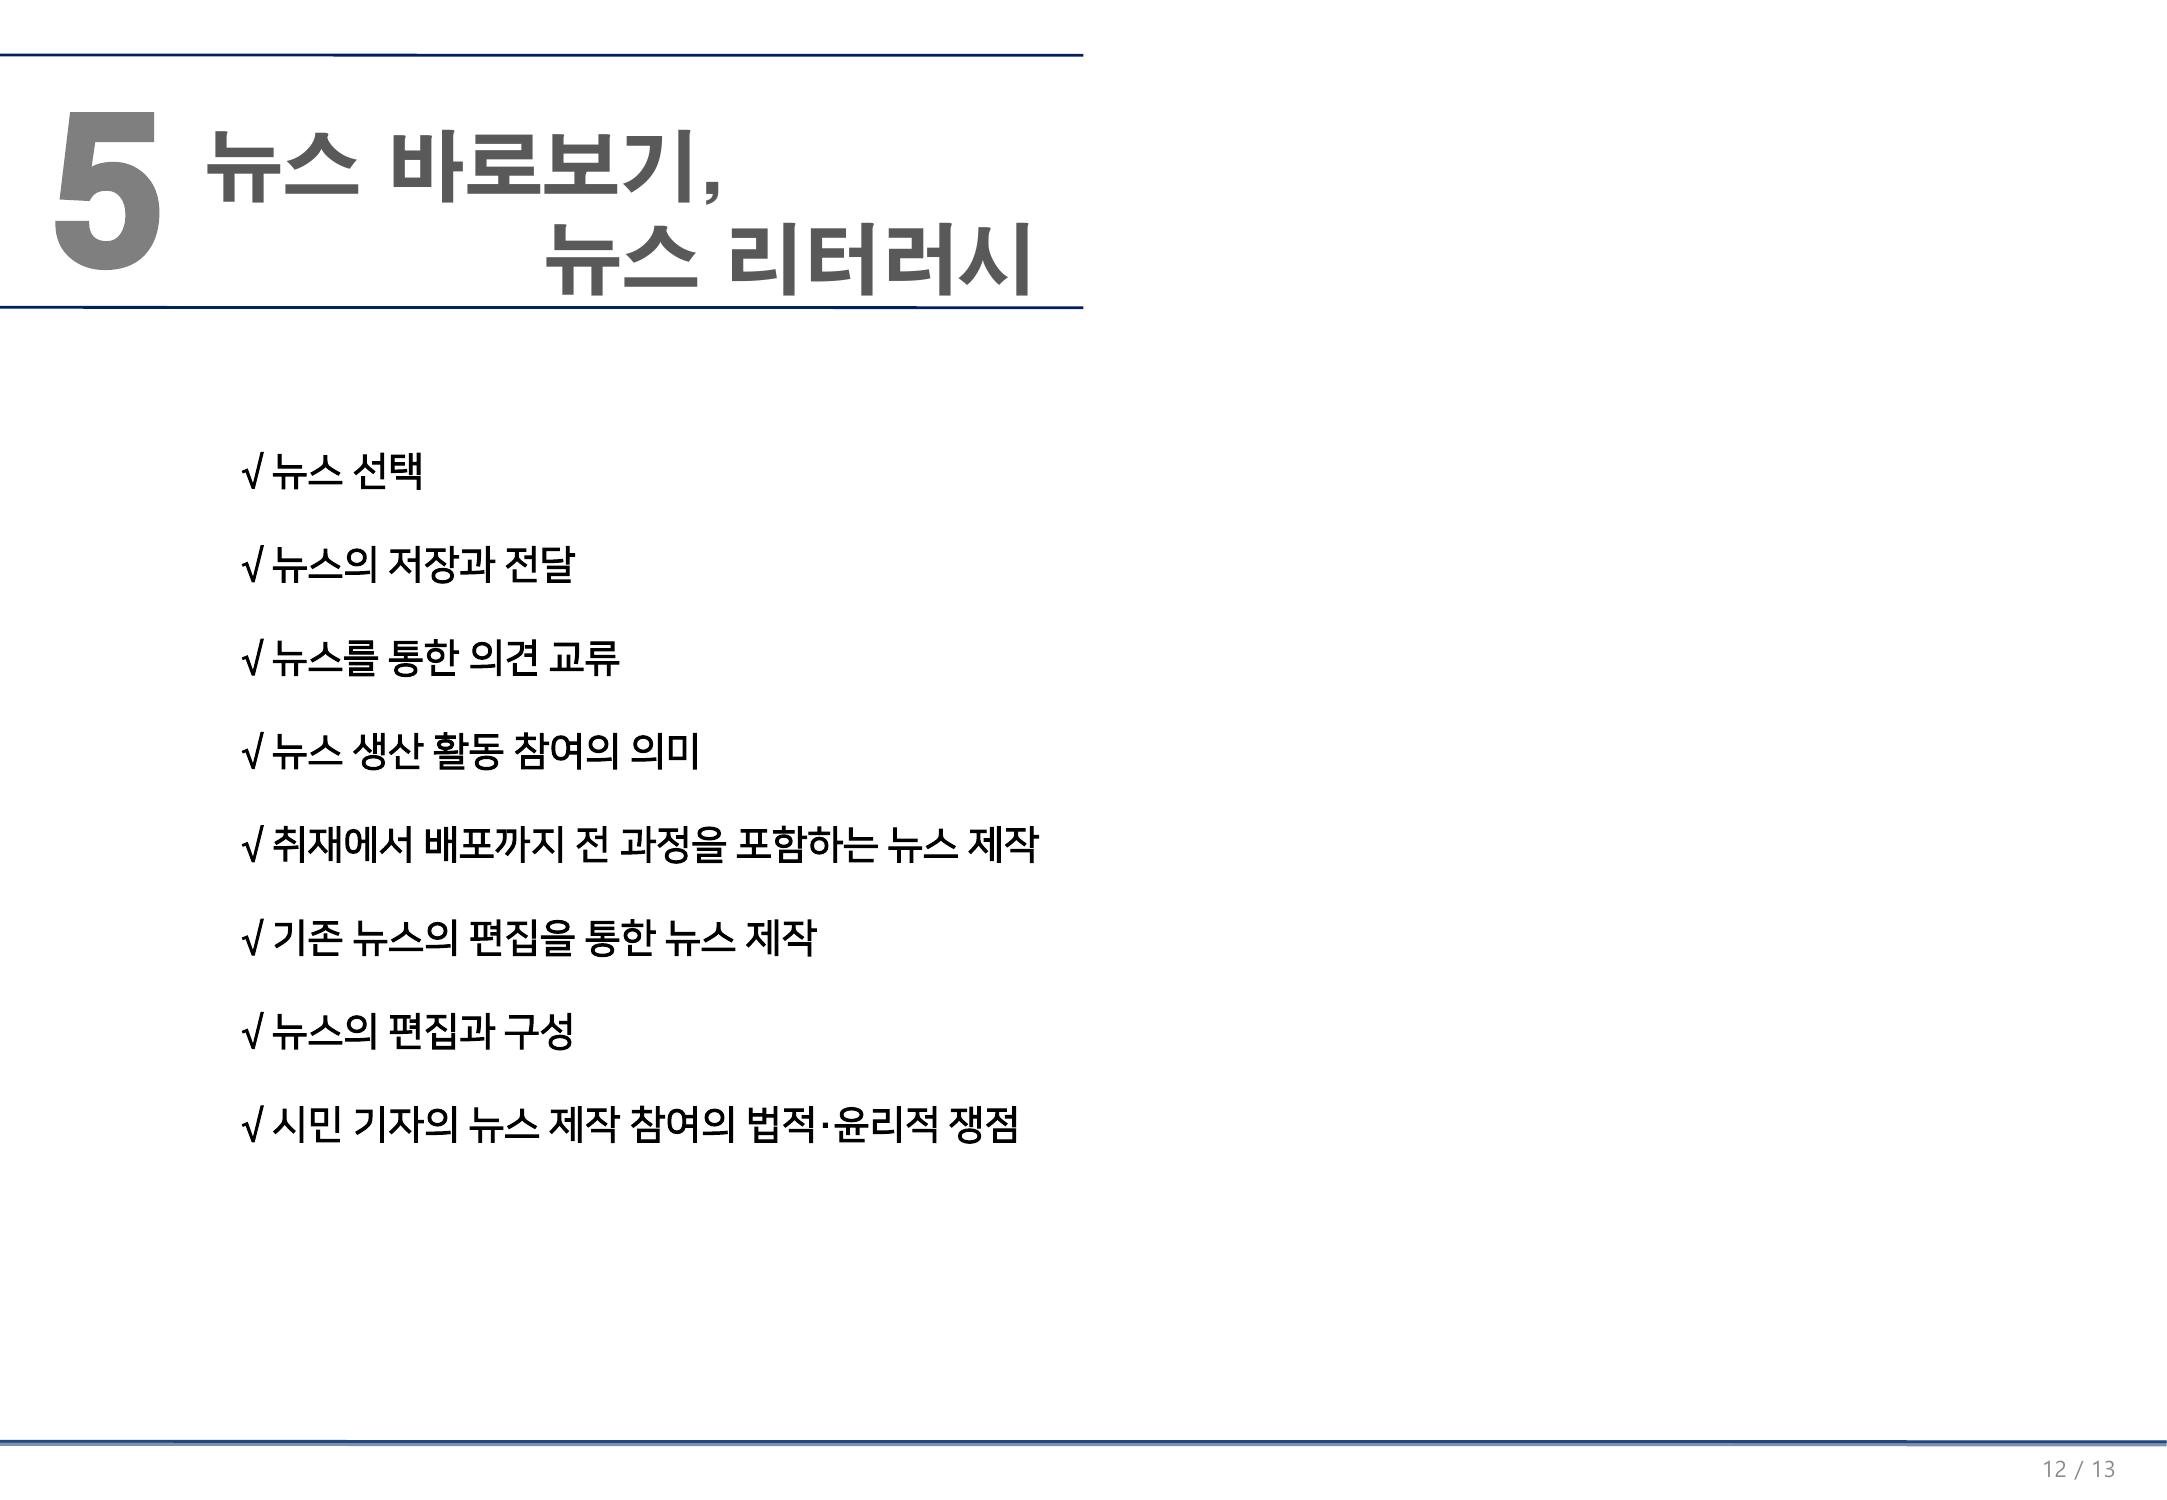 5 뉴스 바로보기,
뉴스 리터러시
√ 뉴스 선택
√ 뉴스의 저장과 전달
√ 뉴스를 통한 의견 교류
√ 뉴스 생산 활동 참여의 의미
√ 취재에서 배포까지 전 과정을 포함하는 뉴스 제작
√ 기존 뉴스의 편집을 통한 뉴스 제작
√ 뉴스의 편집과 구성
√ 시민 기자의 뉴스 제작 참여의 법적·윤리적 쟁점
12 / 13